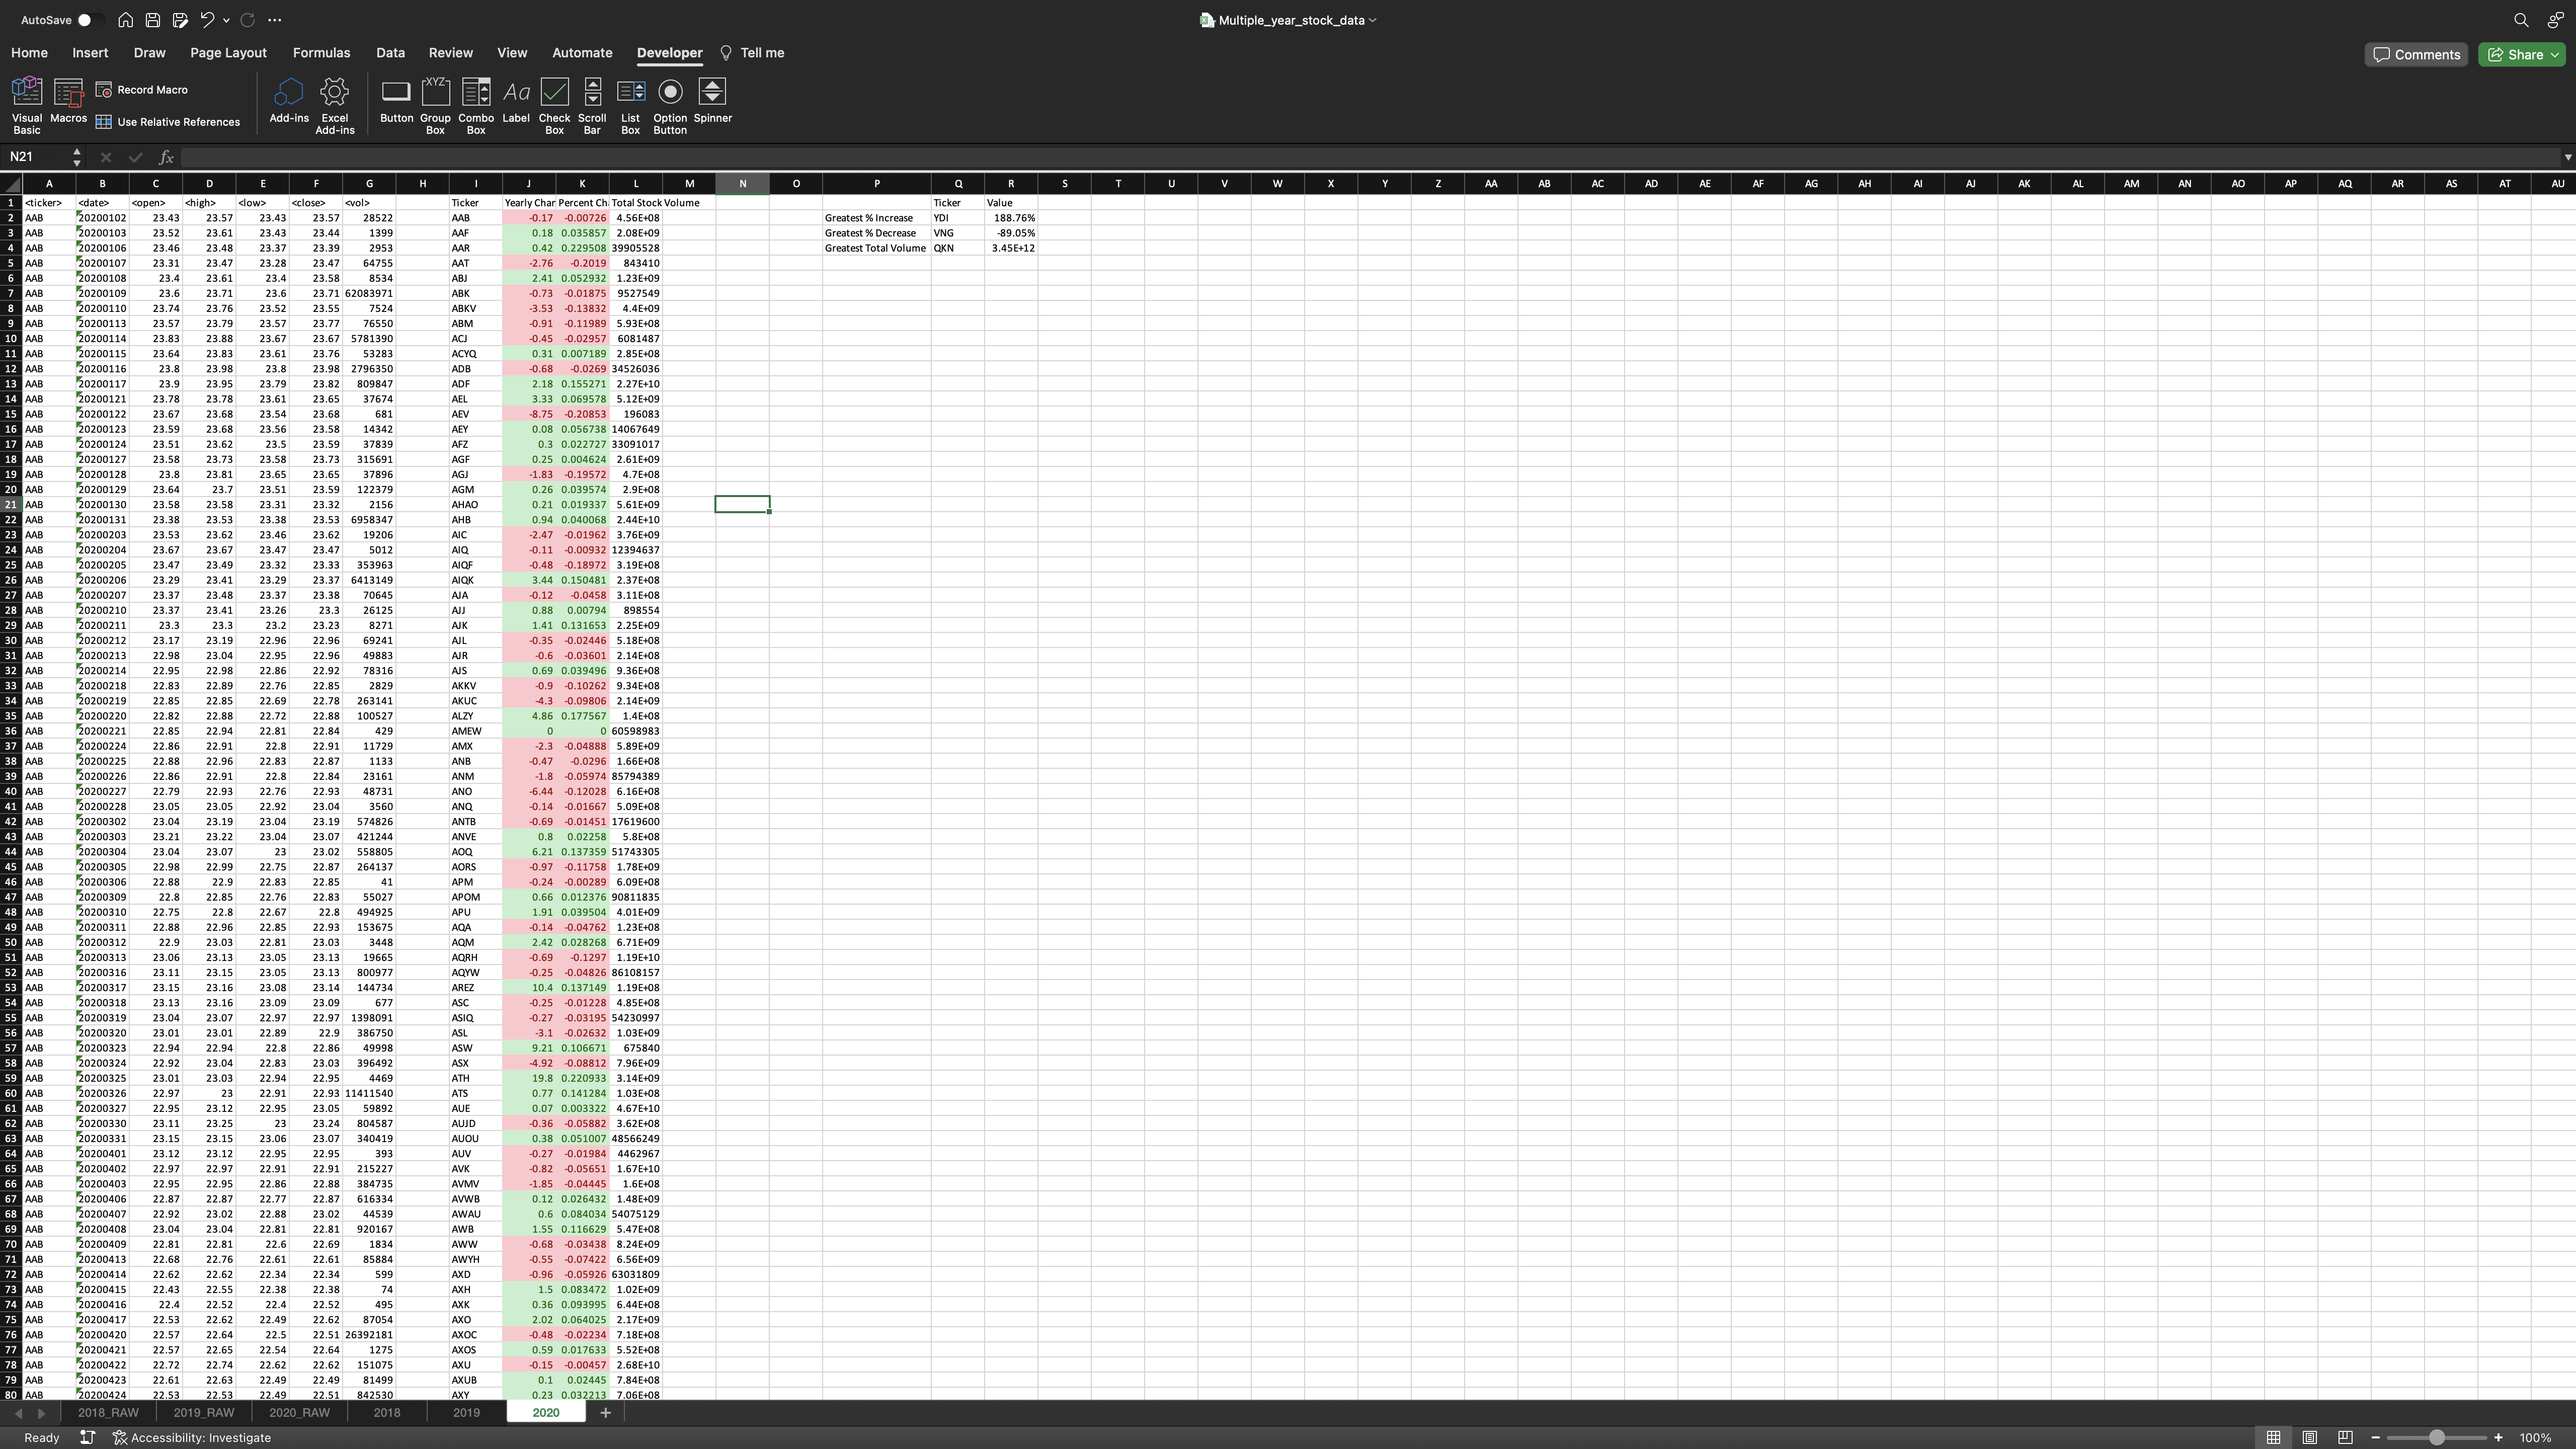 AutoSave
Multiple_year_stock_data
Home Insert Draw Page Layout Formulas Data Review View Automate Developer Tell me Comments Share
Visual Basic Macros Record Macro Use Relative References Add-ins Excel Add-ins Button XYZ Group Box Combo Box Aa Label Check Box Scroll Bar List Box Option Button Spinner
N21 fx
A B C D E F G H I J K L M N O P Q R S T U V W X Y Z AA AB AC AD AE AF AG AH AI AJ AK AL AM AN AO AP AQ AR AS AT AU
1 <ticker> <date> <open> <high> <low> <close> <vol> Ticker Yearly Char Percent Ch Total Stock Volume Ticker Value
2 AAB 20200102 23.43 23.57 23.43 23.57 28522 AAB -0.17 -0.00726 4.56E+08 Greatest % Increase YDI 188.76%
3 AAB 20200103 23.52 23.61 23.43 23.44 1399 AAF 0.18 0.035857 2.08E+09 Greatest % Decrease VNG -89.05%
4 AAB 20200106 23.46 23.48 23.37 23.39 2953 AAR 0.42 0.229508 39905528 Greatest Total Volume QKN 3.45E+12
5 AAB 20200107 23.31 23.47 23.28 23.47 64755 AAT -2.76 -0.2019 843410
6 AAB 20200108 23.4 23.61 23.4 23.58 8534 ABJ 2.41 0.052932 1.23E+09
7 AAB 20200109 23.6 23.71 23.6 23.71 62083971 ABK -0.73 -0.01875 9527549
8 AAB 20200110 23.74 23.76 23.52 23.55 7524 ABKV -3.53 -0.13832 4.4E+09
9 AAB 20200113 23.57 23.79 23.57 23.77 76550 ABM -0.91 -0.11989 5.93E+08
10 AAB 20200114 23.83 23.88 23.67 23.67 5781390 ACJ -0.45 -0.02957 6081487
11 AAB 20200115 23.64 23.83 23.61 23.76 53283 ACYQ 0.31 0.007189 2.85E+08
12 AAB 20200116 23.8 23.98 23.8 23.98 2796350 ADB -0.68 -0.0269 34526036
13 AAB 20200117 23.9 23.95 23.79 23.82 809847 ADF 2.18 0.155271 2.27E+10
14 AAB 20200121 23.78 23.78 23.61 23.65 37674 AEL 3.33 0.069578 5.12E+09
15 AAB 20200122 23.67 23.68 23.54 23.68 681 AEV -8.75 -0.20853 196083
16 AAB 20200123 23.59 23.68 23.56 23.58 14342 AEY 0.08 0.056738 14067649
17 AAB 20200124 23.51 23.62 23.5 23.59 37839 AFZ 0.3 0.022727 33091017
18 AAB 20200127 23.58 23.73 23.58 23.73 315691 AGF 0.25 0.004624 2.61E+09
19 AAB 20200128 23.8 23.81 23.65 23.65 37896 AGJ -1.83 -0.19572 4.7E+08
20 AAB 20200129 23.64 23.7 23.51 23.59 122379 AGM 0.26 0.039574 2.9E+08
21 AAB 20200130 23.58 23.58 23.31 23.32 2156 AHAO 0.21 0.019337 5.61E+09
22 AAB 20200131 23.38 23.53 23.38 23.53 6958347 AHB 0.94 0.040068 2.44E+10
23 AAB 20200203 23.53 23.62 23.46 23.62 19206 AIC -2.47 -0.01962 3.76E+09
24 AAB 20200204 23.67 23.67 23.47 23.47 5012 AIQ -0.11 -0.00932 12394637
25 AAB 20200205 23.47 23.49 23.32 23.33 353963 AIQF -0.48 -0.18972 3.19E+08
26 AAB 20200206 23.29 23.41 23.29 23.37 6413149 AIQK 3.44 0.150481 2.37E+08
27 AAB 20200207 23.37 23.48 23.37 23.38 70645 AJA -0.12 -0.0458 3.11E+08
28 AAB 20200210 23.37 23.41 23.26 23.3 26125 AJJ 0.88 0.00794 898554
29 AAB 20200211 23.3 23.3 23.2 23.23 8271 AJK 1.41 0.131653 2.25E+09
30 AAB 20200212 23.17 23.19 22.96 22.96 69241 AJL -0.35 -0.02446 5.18E+08
31 AAB 20200213 22.98 23.04 22.95 22.96 49883 AJR -0.6 -0.03601 2.14E+08
32 AAB 20200214 22.95 22.98 22.86 22.92 78316 AJS 0.69 0.039496 9.36E+08
33 AAB 20200218 22.83 22.89 22.76 22.85 2829 AKKV -0.9 -0.10262 9.34E+08
34 AAB 20200219 22.85 22.85 22.69 22.78 263141 AKUC -4.3 -0.09806 2.14E+09
35 AAB 20200220 22.82 22.88 22.72 22.88 100527 ALZY 4.86 0.177567 1.4E+08
36 AAB 20200221 22.85 22.94 22.81 22.84 429 AMEW 0 0 60598983
37 AAB 20200224 22.86 22.91 22.8 22.91 11729 AMX -2.3 -0.04888 5.89E+09
38 AAB 20200225 22.88 22.96 22.83 22.87 1133 ANB -0.47 -0.0296 1.66E+08
39 AAB 20200226 22.86 22.91 22.8 22.84 23161 ANM -1.8 -0.05974 85794389
40 AAB 20200227 22.79 22.93 22.76 22.93 48731 ANO -6.44 -0.12028 6.16E+08
41 AAB 20200228 23.05 23.05 22.92 23.04 3560 ANQ -0.14 -0.01667 5.09E+08
42 AAB 20200302 23.04 23.19 23.04 23.19 574826 ANTB -0.69 -0.01451 17619600
43 AAB 20200303 23.21 23.22 23.04 23.07 421244 ANVE 0.8 0.02258 5.8E+08
44 AAB 20200304 23.04 23.07 23 23.02 558805 AOQ 6.21 0.137359 51743305
45 AAB 20200305 22.98 22.99 22.75 22.87 264137 AORS -0.97 -0.11758 1.78E+09
46 AAB 20200306 22.88 22.9 22.83 22.85 41 APM -0.24 -0.00289 6.09E+08
47 AAB 20200309 22.8 22.85 22.76 22.83 55027 APOM 0.66 0.012376 90811835
48 AAB 20200310 22.75 22.8 22.67 22.8 494925 APU 1.91 0.039504 4.01E+09
49 AAB 20200311 22.88 22.96 22.85 22.93 153675 AQA -0.14 -0.04762 1.23E+08
50 AAB 20200312 22.9 23.03 22.81 23.03 3448 AQM 2.42 0.028268 6.71E+09
51 AAB 20200313 23.06 23.13 23.05 23.13 19665 AQRH -0.69 -0.1297 1.19E+10
52 AAB 20200316 23.11 23.15 23.05 23.13 800977 AQYW -0.25 -0.04826 86108157
53 AAB 20200317 23.15 23.16 23.08 23.14 144734 AREZ 10.4 0.137149 1.19E+08
54 AAB 20200318 23.13 23.16 23.09 23.09 677 ASC -0.25 -0.01228 4.85E+08
55 AAB 20200319 23.04 23.07 22.97 22.97 1398091 ASIQ -0.27 -0.03195 54230997
56 AAB 20200320 23.01 23.01 22.89 22.9 386750 ASL -3.1 -0.02632 1.03E+09
57 AAB 20200323 22.94 22.94 22.8 22.86 49998 ASW 9.21 0.106671 675840
58 AAB 20200324 22.92 23.04 22.83 23.03 396492 ASX -4.92 -0.08812 7.96E+09
59 AAB 20200325 23.01 23.03 22.94 22.95 4469 ATH 19.8 0.220933 3.14E+09
60 AAB 20200326 22.97 23 22.91 22.93 11411540 ATS 0.77 0.141284 1.03E+08
61 AAB 20200327 22.95 23.12 22.95 23.05 59892 AUE 0.07 0.003322 4.67E+10
62 AAB 20200330 23.11 23.25 23 23.24 804587 AUJD -0.36 -0.05882 3.62E+08
63 AAB 20200331 23.15 23.15 23.06 23.07 340419 AUOU 0.38 0.051007 48566249
64 AAB 20200401 23.12 23.12 22.95 22.95 393 AUV -0.27 -0.01984 4462967
65 AAB 20200402 22.97 22.97 22.91 22.91 215227 AVK -0.82 -0.05651 1.67E+10
66 AAB 20200403 22.95 22.95 22.86 22.88 384735 AVMV -1.85 -0.04445 1.6E+08
67 AAB 20200406 22.87 22.87 22.77 22.87 616334 AVWB 0.12 0.026432 1.48E+09
68 AAB 20200407 22.92 23.02 22.88 23.02 44539 AWAU 0.6 0.084034 54075129
69 AAB 20200408 23.04 23.04 22.81 22.81 920167 AWB 1.55 0.116629 5.47E+08
70 AAB 20200409 22.81 22.81 22.6 22.69 1834 AWW -0.68 -0.03438 8.24E+09
71 AAB 20200413 22.68 22.76 22.61 22.61 85884 AWYH -0.55 -0.07422 6.56E+09
72 AAB 20200414 22.62 22.62 22.34 22.34 599 AXD -0.96 -0.05926 63031809
73 AAB 20200415 22.43 22.55 22.38 22.38 74 AXH 1.5 0.083472 1.02E+09
74 AAB 20200416 22.4 22.52 22.4 22.52 495 AXK 0.36 0.093995 6.44E+08
75 AAB 20200417 22.53 22.62 22.49 22.62 87054 AXO 2.02 0.064025 2.17E+09
76 AAB 20200420 22.57 22.64 22.5 22.51 26392181 AXOC -0.48 -0.02234 7.18E+08
77 AAB 20200421 22.57 22.65 22.54 22.64 1275 AXOS 0.59 0.017633 5.52E+08
78 AAB 20200422 22.72 22.74 22.62 22.62 151075 AXU -0.15 -0.00457 2.68E+10
79 AAB 20200423 22.61 22.63 22.49 22.49 81499 AXUB 0.1 0.02445 7.84E+08
80 AAB 20200424 22.53 22.53 22.49 22.51 842530 AXY 0.23 0.032213 7.06E+08
2018_RAW 2019_RAW 2020_RAW 2018 2019 2020 +
Ready Accessibility: Investigate 100%